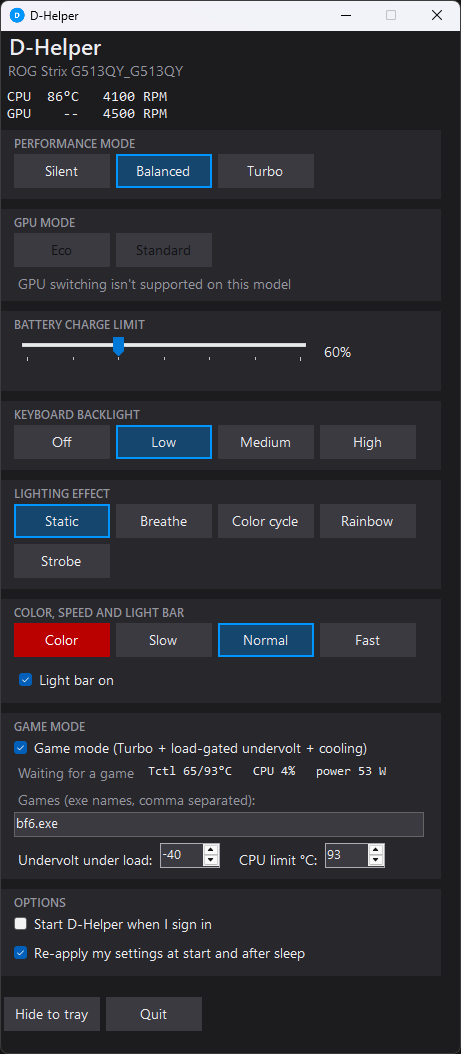 D-Helper
D-Helper
ROG Strix G513QY_G513QY
CPU 86°C 4100 RPM
GPU -- 4500 RPM
PERFORMANCE MODE
Silent Balanced Turbo
GPU MODE
Eco Standard
GPU switching isn't supported on this model
BATTERY CHARGE LIMIT
60%
KEYBOARD BACKLIGHT
Off Low Medium High
LIGHTING EFFECT
Static Breathe Color cycle Rainbow
Strobe
COLOR, SPEED AND LIGHT BAR
Color Slow Normal Fast
Light bar on
GAME MODE
Game mode (Turbo + load-gated undervolt + cooling)
Waiting for a game Tctl 65/93°C CPU 4% power 53 W
Games (exe names, comma separated):
bf6.exe
Undervolt under load: -40 CPU limit °C: 93
OPTIONS
Start D-Helper when I sign in
Re-apply my settings at start and after sleep
Hide to tray Quit